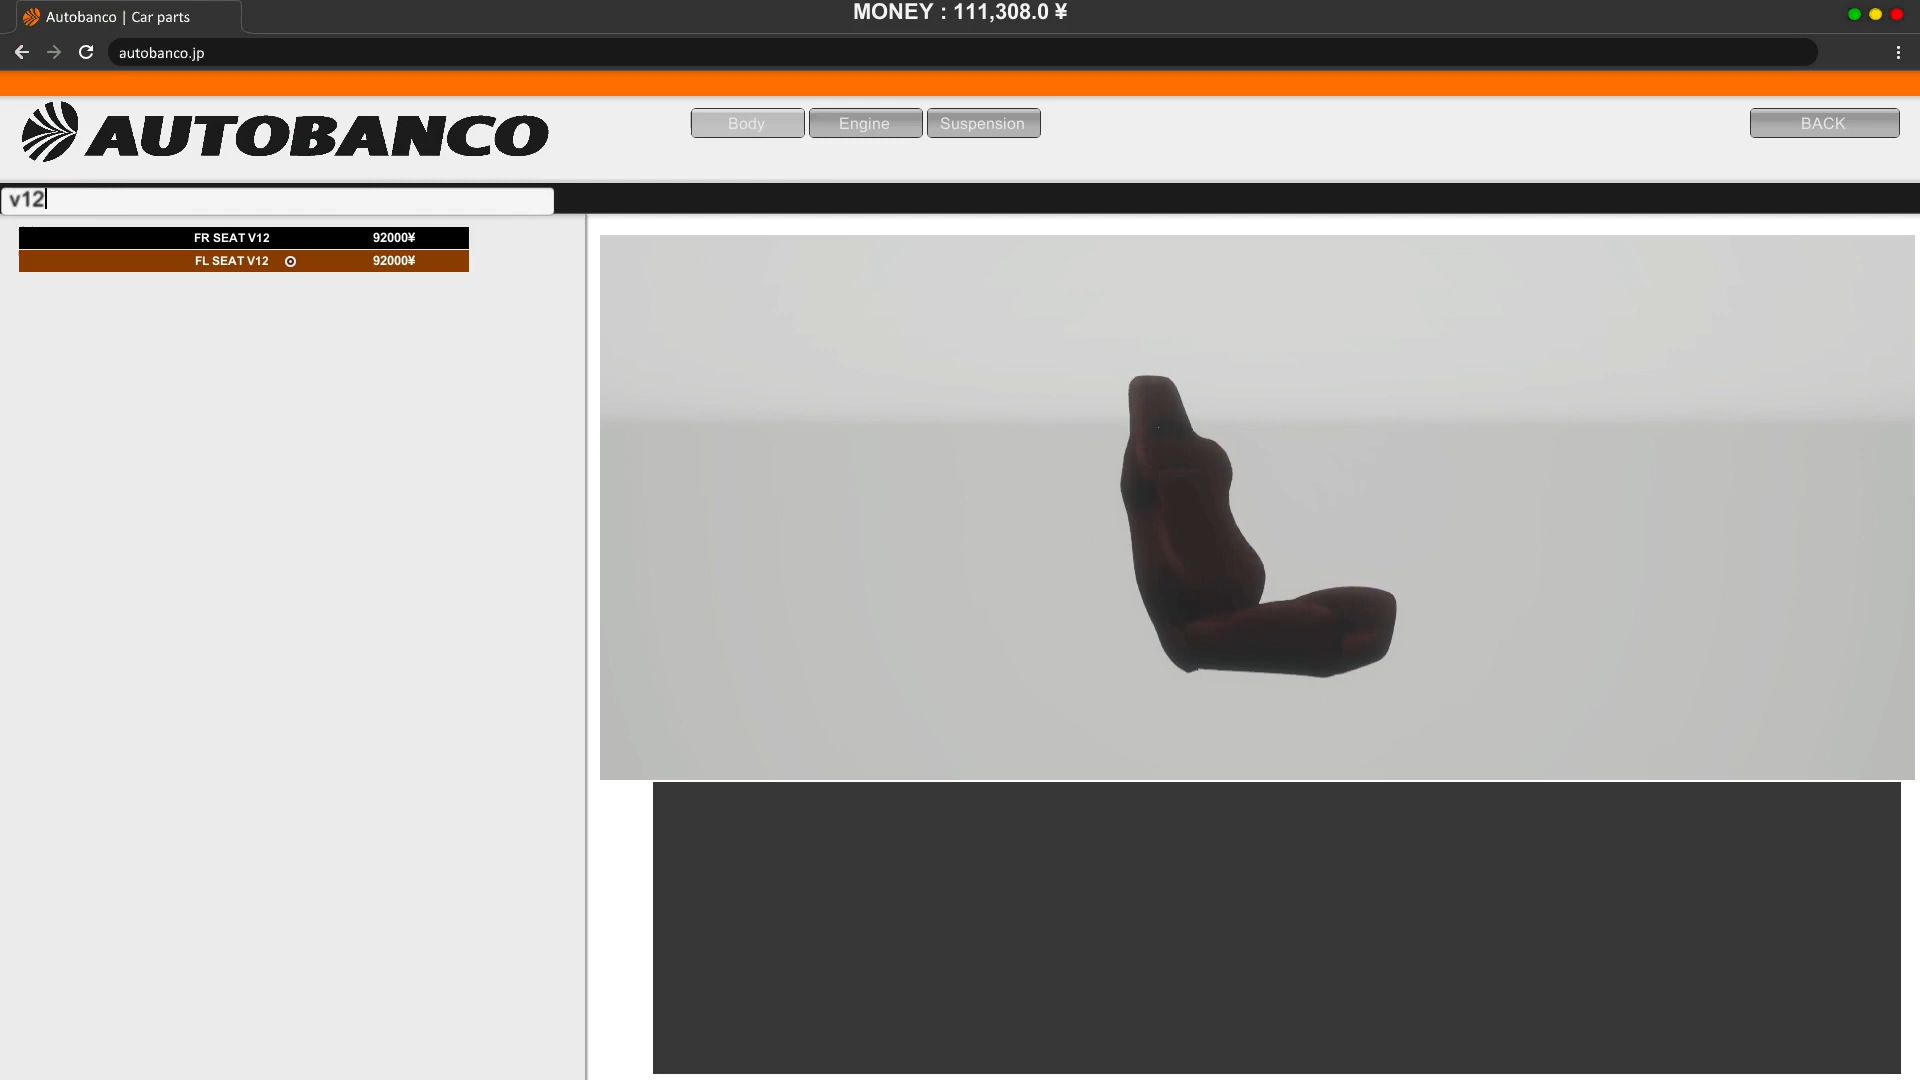 Autobanco | Car parts
MONEY : 111,308.0 ¥
autobanco.jp
AUTOBANCO
Body
Engine
Suspension
BACK
v12
FR SEAT V12 92000¥
FL SEAT V12 92000¥